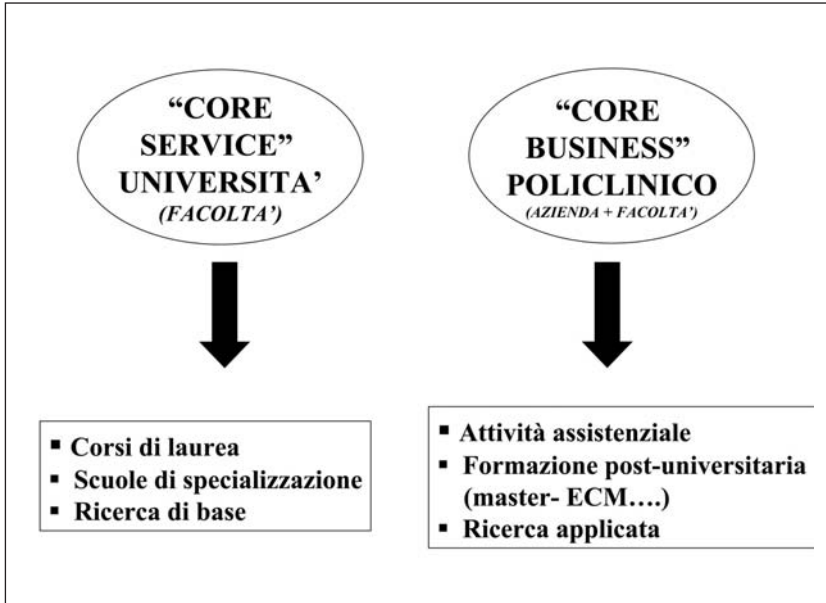 “CORE
SERVICE”
UNIVERSITA’
(FACOLTA’)
“CORE
BUSINESS”
POLICLINICO
(AZIENDA + FACOLTA’)
▪ Corsi di laurea
▪ Scuole di specializzazione
▪ Ricerca di base
▪ Attività assistenziale
▪ Formazione post-universitaria
(master- ECM….)
▪ Ricerca applicata